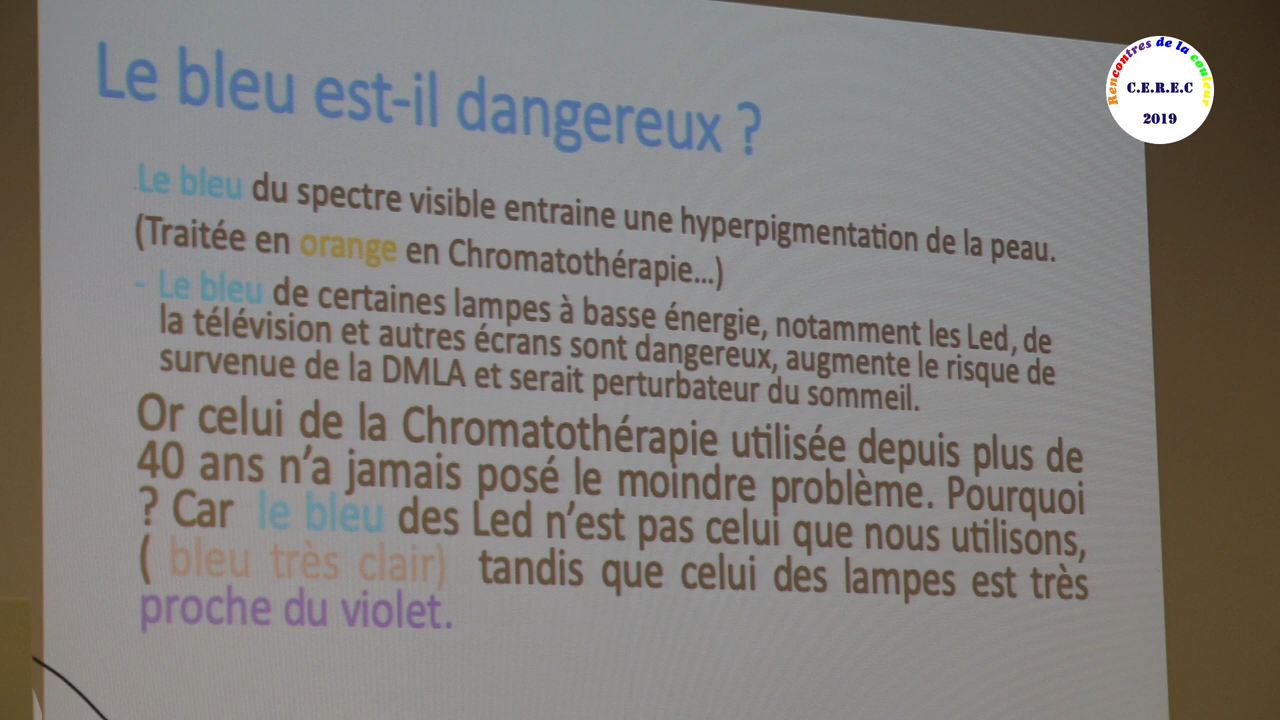 Le bleu est-il dangereux ?
Le bleu du spectre visible entraine une hyperpigmentation de la peau.
(Traitée en orange en Chromatothérapie...)
- Le bleu de certaines lampes à basse énergie, notamment les Led, de
la télévision et autres écrans sont dangereux, augmente le risque de
survenue de la DMLA et serait perturbateur du sommeil.
Or celui de la Chromatothérapie utilisée depuis plus de
40 ans n'a jamais posé le moindre problème. Pourquoi
? Car le bleu des Led n'est pas celui que nous utilisons,
( bleu très clair) tandis que celui des lampes est très
proche du violet.
Rencontres de la couleur
C.E.R.E.C
2019